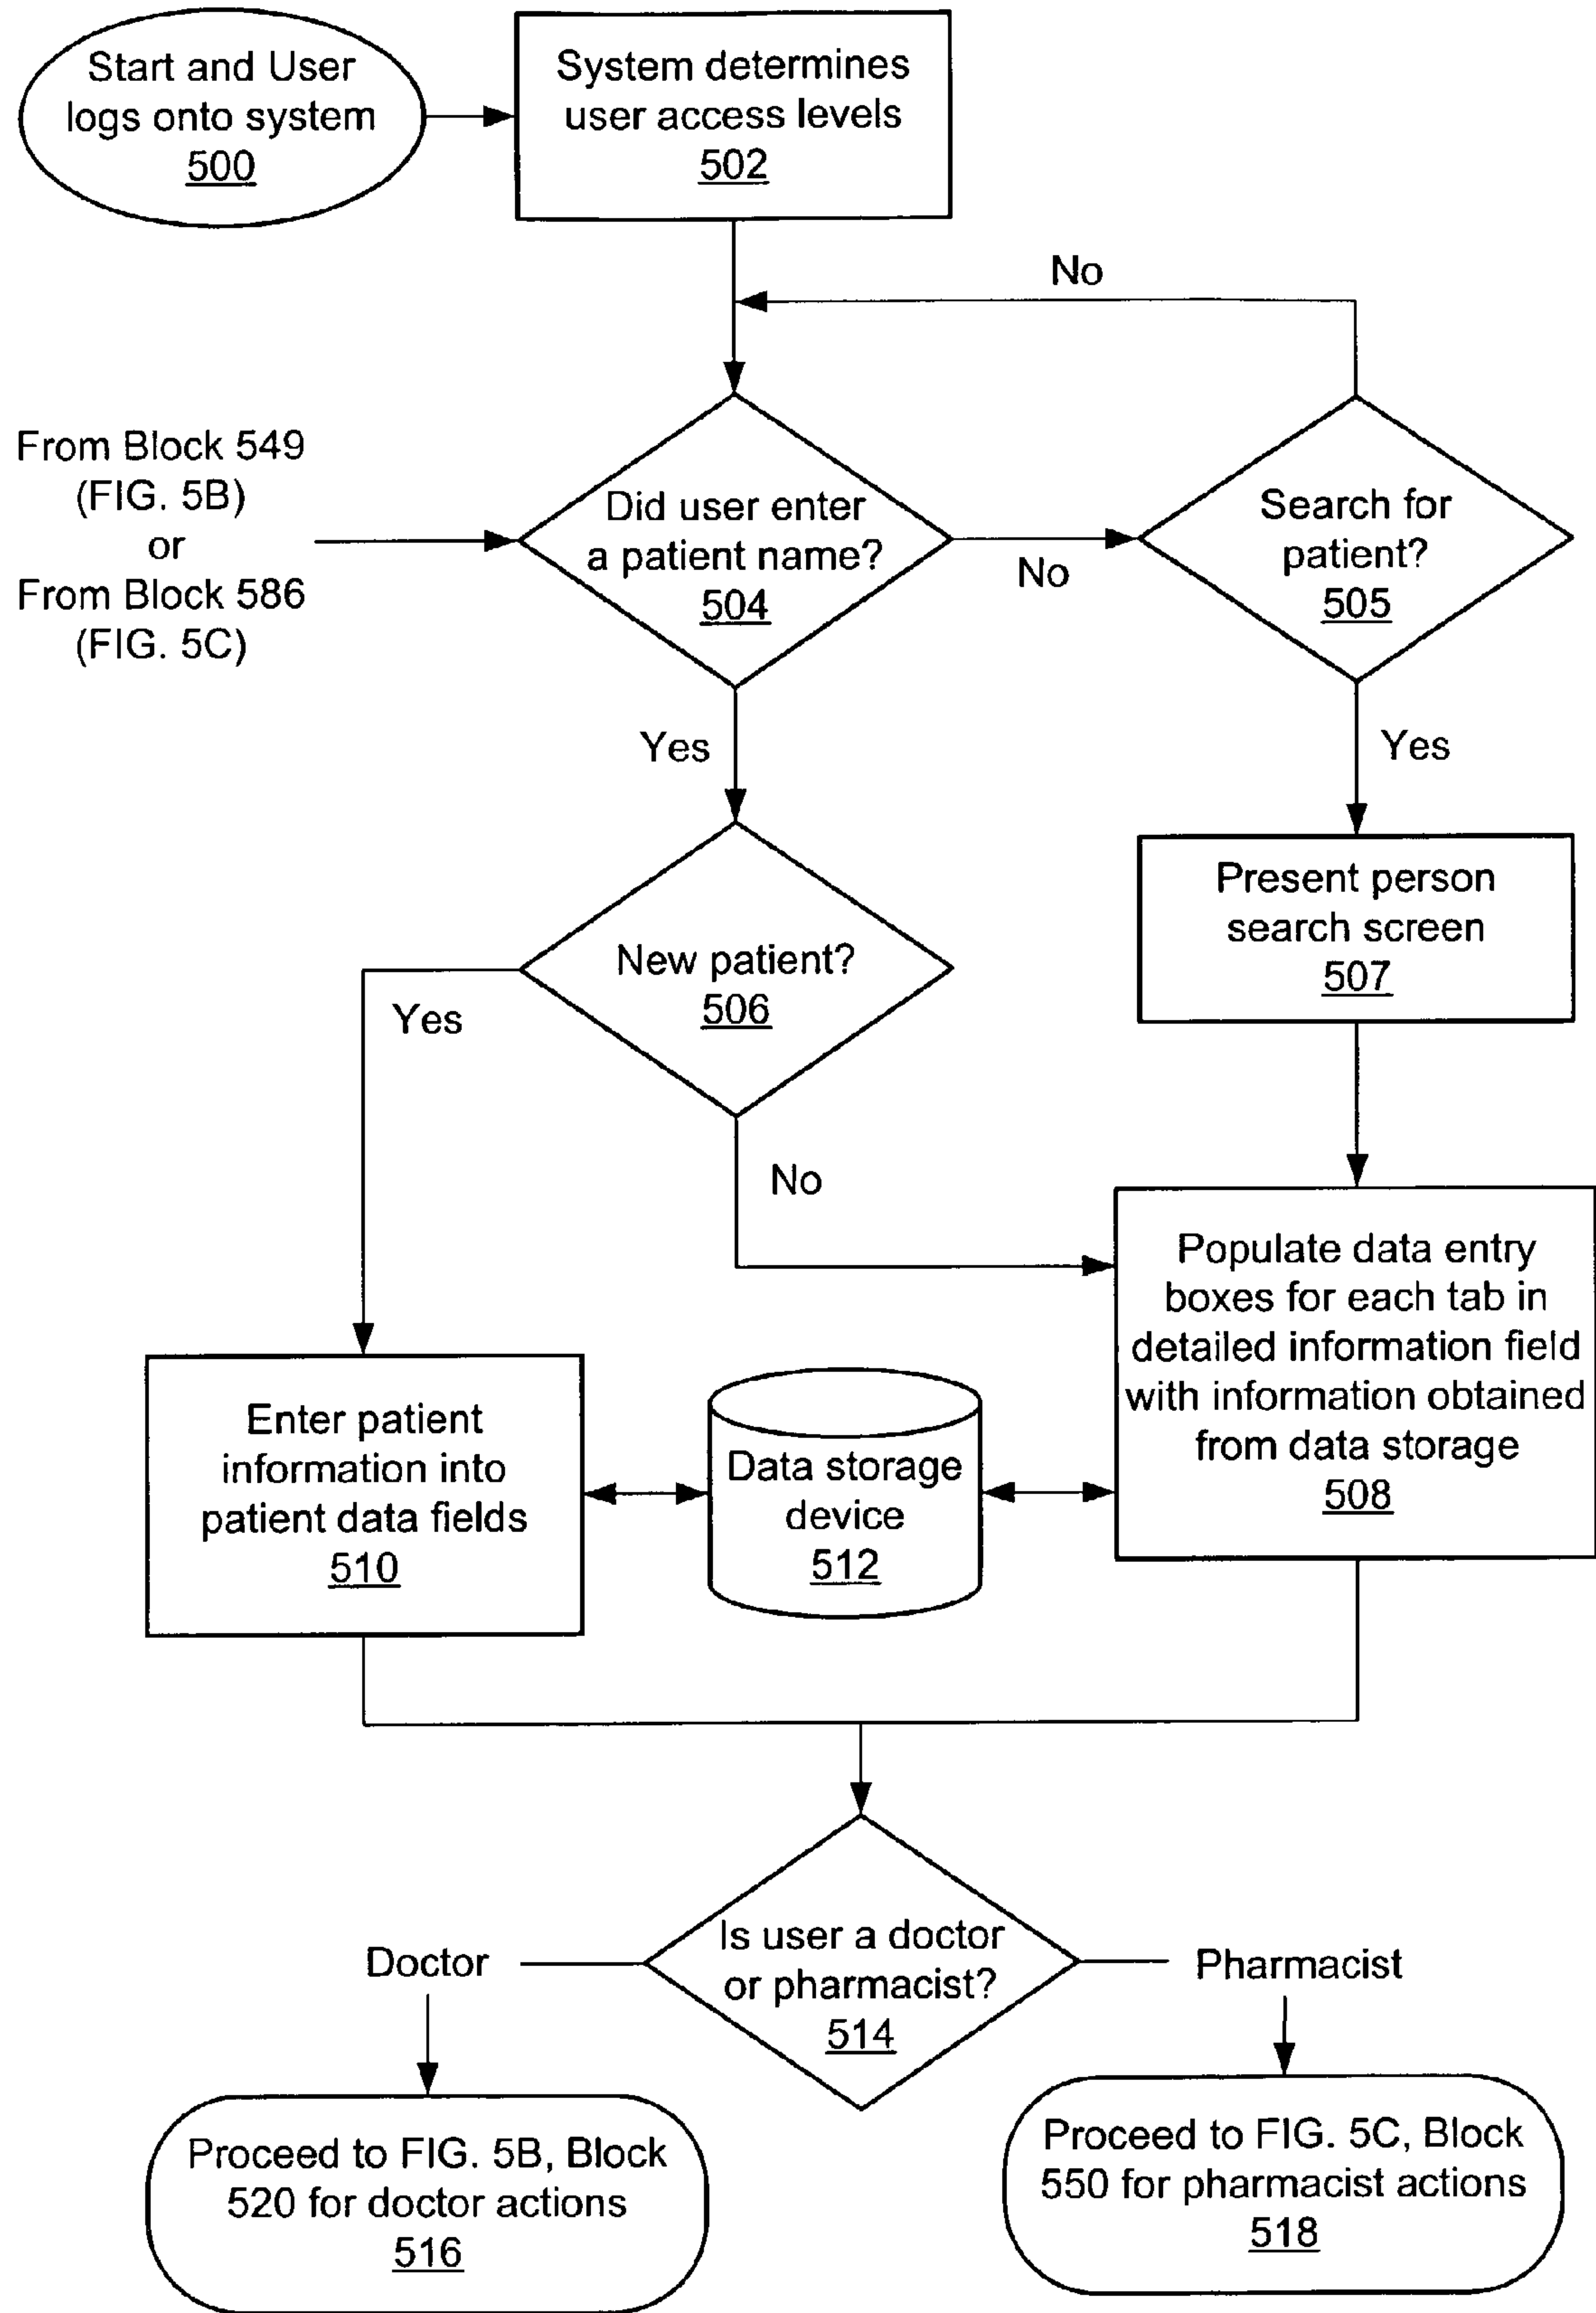 Start and User
logs onto system
500
System determines
user access levels
502
No
From Block 549
(FIG. 5B)
or
From Block 586
(FIG. 5C)
Did user enter
a patient name?
504
No
Search for
patient?
505
Yes
Yes
New patient?
506
Yes
No
Present person
search screen
507
Populate data entry
boxes for each tab in
detailed information field
with information obtained
from data storage
508
Enter patient
information into
patient data fields
510
Data storage
device
512
Is user a doctor
or pharmacist?
514
Doctor
Pharmacist
Proceed to FIG. 5B, Block
520 for doctor actions
516
Proceed to FIG. 5C, Block
550 for pharmacist actions
518